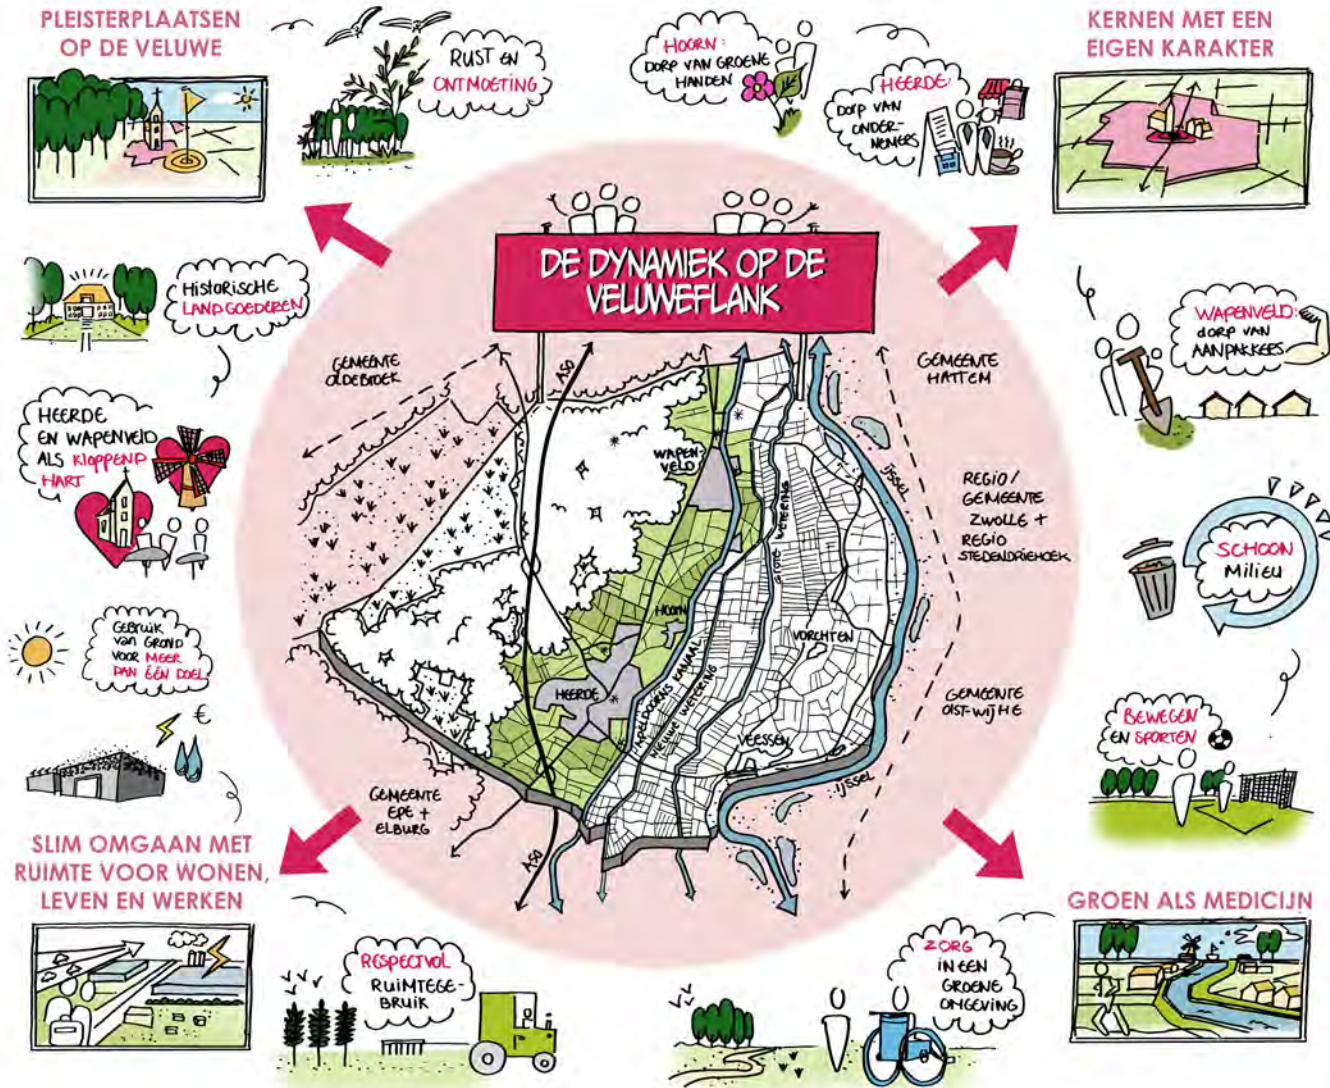 PLEISTERPLAATSEN
OP DE VELUWE
RUST EN
ONTMOETING
HOORN:
DORP VAN GROENE
HANDEN
HEERDE:
DORP VAN
ONDER-
NEMERS
KERNEN MET EEN
EIGEN KARAKTER
HISTORISCHE
LANDGOEDEREN
DE DYNAMIEK OP DE
VELUWEFLANK
WAPENVELD:
DORP VAN
AANPAKKERS
GEMEENTE
OLDEBROEK
A50
GEMEENTE
HATTEM
HEERDE
EN WAPENVELD
ALS KLOPPEND
HART
WAPEN-
VELD
IJSSEL
GROTE WETERING
REGIO/
GEMEENTE
ZWOLLE +
REGIO
STEDENDRIEHOEK
SCHOON
MILIEU
GEBRUIK
VAN GROND
VOOR MEER
DAN ÉÉN DOEL
€
HOORN
VORCHTEN
HEERDE
APELDOORNS KANAAL
NIEUWE WETERING
VEESSEN
IJSSEL
GEMEENTE
OLST-WIJHE
BEWEGEN
EN SPORTEN
GEMEENTE
EPE +
ELBURG
A50
SLIM OMGAAN MET
RUIMTE VOOR WONEN,
LEVEN EN WERKEN
GROEN ALS MEDICIJN
RESPECTVOL
RUIMTEGE-
BRUIK
ZORG
IN EEN
GROENE
OMGEVING